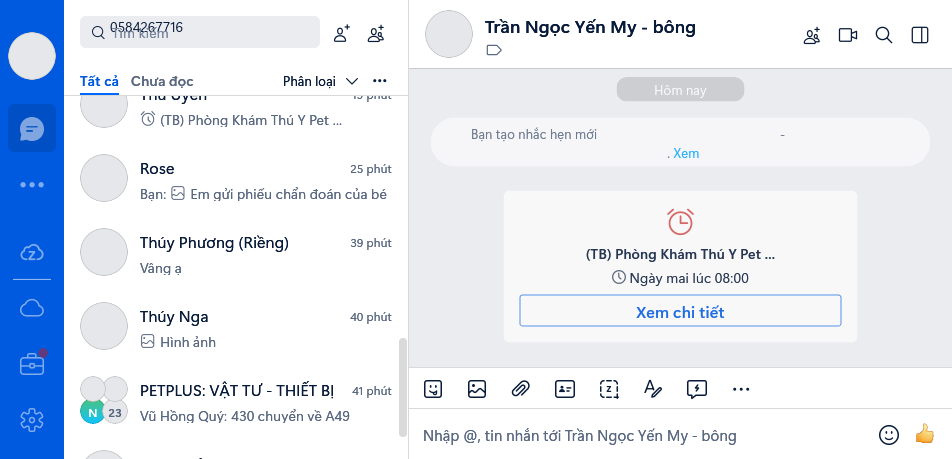 0584267716
Tìm kiếm
Tất cả
Chưa đọc
Phân loại
Thu Uyên
15 phút
(TB) Phòng Khám Thú Y Pet ...
Rose
25 phút
Bạn: Em gửi phiếu chẩn đoán của bé
Thúy Phương (Riềng)
39 phút
Vâng ạ
Thúy Nga
40 phút
Hình ảnh
PETPLUS: VẬT TƯ - THIẾT BỊ
41 phút
N 23
Vũ Hồng Quý: 430 chuyển về A49
Trần Ngọc Yến My - bông
Hôm nay
Bạn tạo nhắc hẹn mới -
. Xem
(TB) Phòng Khám Thú Y Pet ...
Ngày mai lúc 08:00
Xem chi tiết
Nhập @, tin nhắn tới Trần Ngọc Yến My - bông